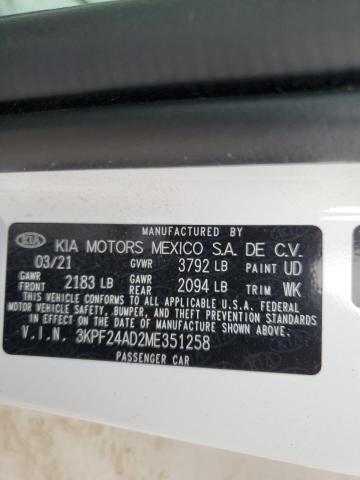 MANUFACTURED BY
KIA KIA MOTORS MEXICO S.A. DE C.V.
03/21 GVWR 3792 LB PAINT UD
GAWR FRONT 2183 LB GAWR REAR 2094 LB TRIM WK
THIS VEHICLE CONFORMS TO ALL APPLICABLE U.S.A. FEDERAL
MOTOR VEHICLE SAFETY, BUMPER, AND THEFT PREVENTION
STANDARDS IN EFFECT ON THE DATE OF MANUFACTURE SHOWN ABOVE.
V.I.N. 3KPF24AD2ME351258
PASSENGER CAR